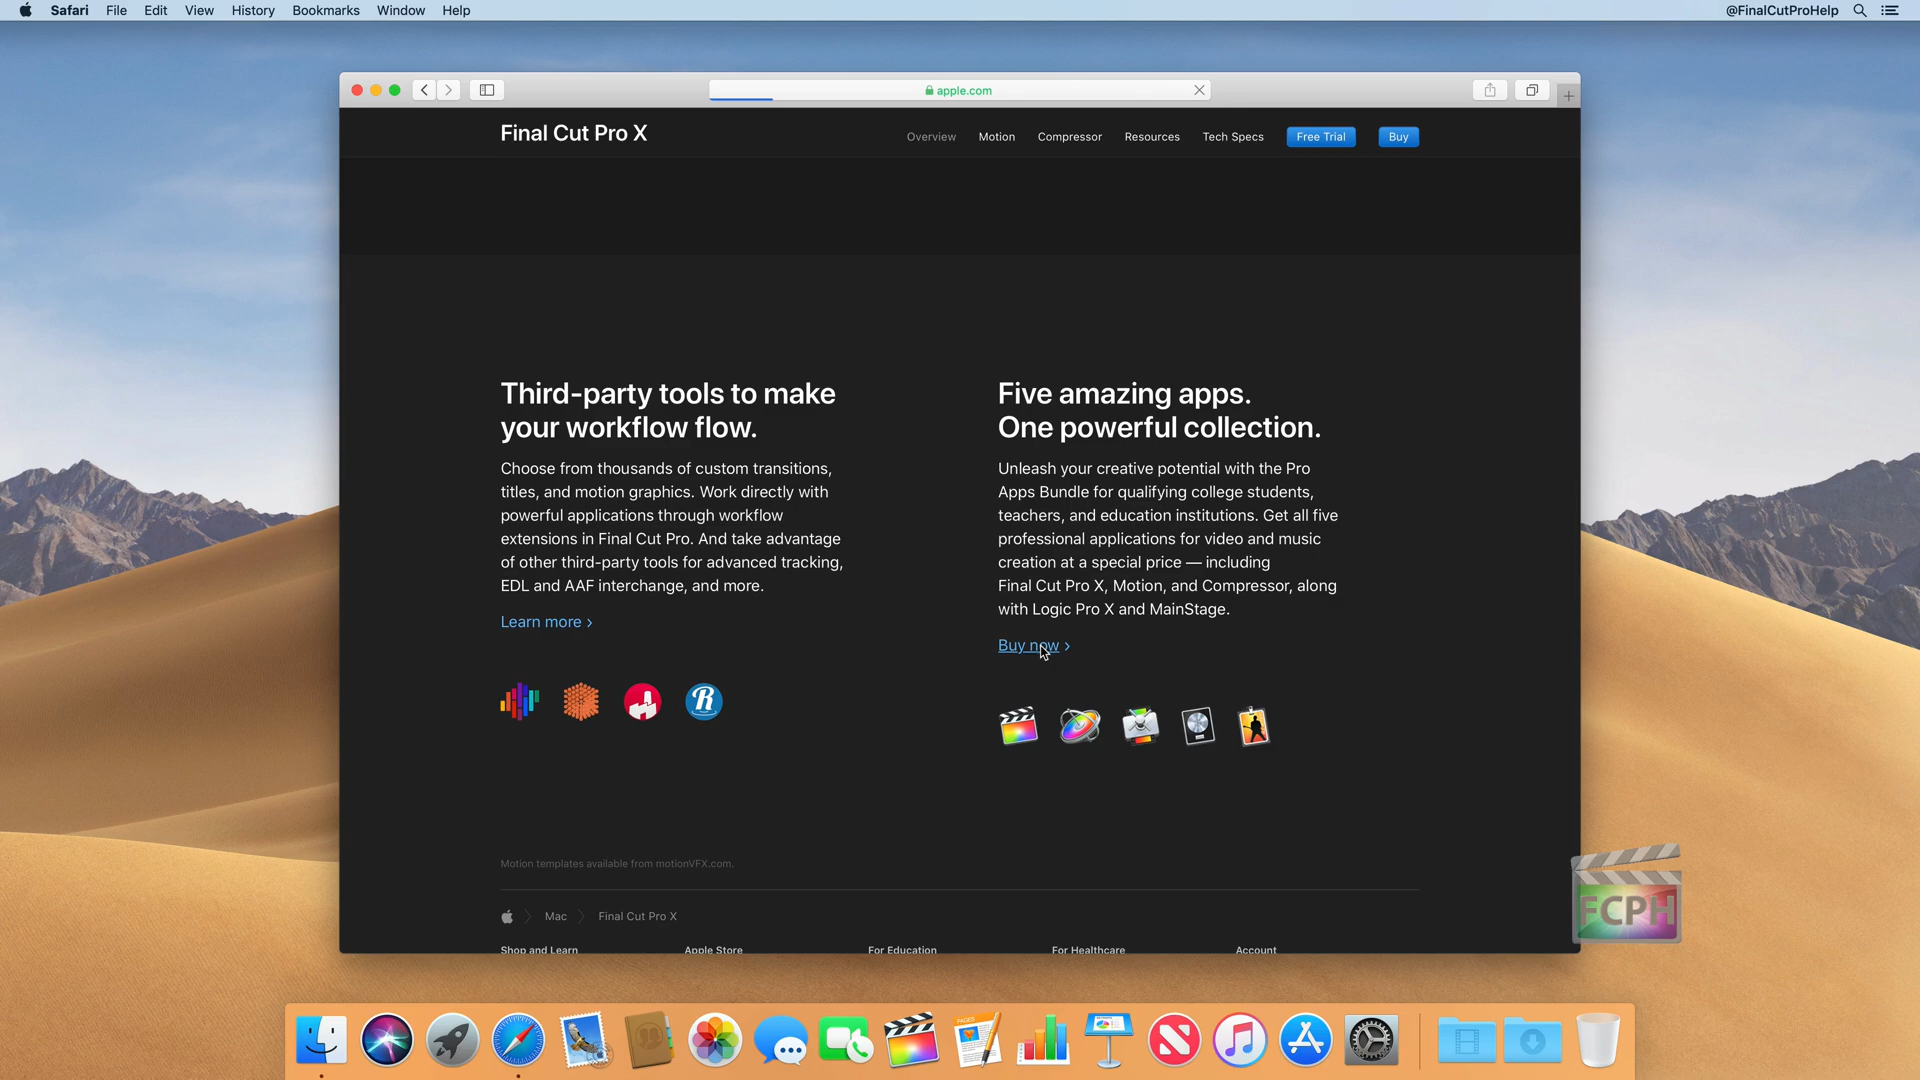 Safari File Edit View History Bookmarks Window Help
@FinalCutProHelp
apple.com
Final Cut Pro X
Overview Motion Compressor Resources Tech Specs Free Trial Buy
Third-party tools to make
your workflow flow.
Choose from thousands of custom transitions,
titles, and motion graphics. Work directly with
powerful applications through workflow
extensions in Final Cut Pro. And take advantage
of other third-party tools for advanced tracking,
EDL and AAF interchange, and more.
Learn more >
R
Five amazing apps.
One powerful collection.
Unleash your creative potential with the Pro
Apps Bundle for qualifying college students,
teachers, and education institutions. Get all five
professional applications for video and music
creation at a special price — including
Final Cut Pro X, Motion, and Compressor, along
with Logic Pro X and MainStage.
Buy now >
Motion templates available from motionVFX.com.
Mac Final Cut Pro X
Shop and Learn Apple Store For Education For Healthcare Account
FCPH
PAGES